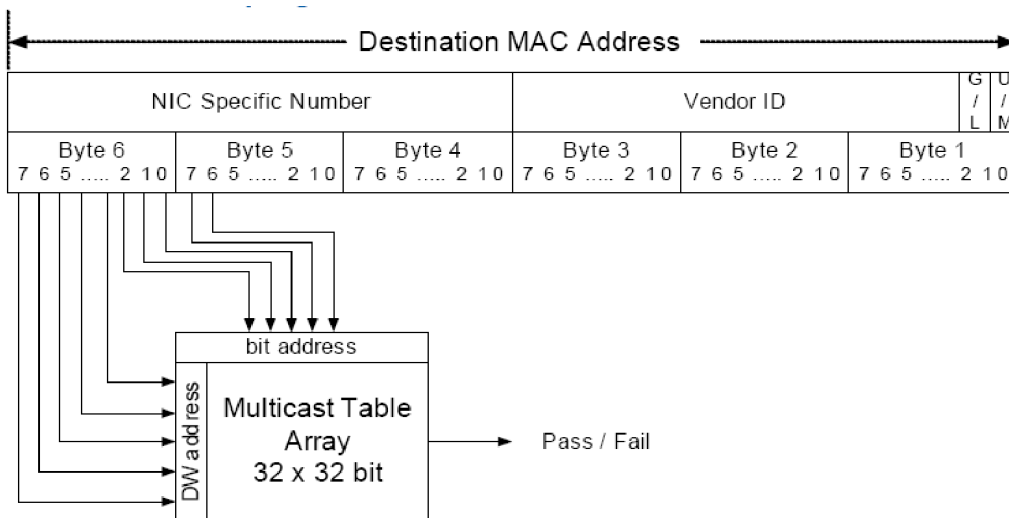 Destination MAC Address
NIC Specific Number
Vendor ID
G / L
U / M
Byte 6
Byte 5
Byte 4
Byte 3
Byte 2
Byte 1
7 6 5 ..... 2 1 0
7 6 5 ..... 2 1 0
7 6 5 ..... 2 1 0
7 6 5 ..... 2 1 0
7 6 5 ..... 2 1 0
7 6 5 ..... 2 1 0
bit address
DW address
Multicast Table
Array
32 x 32 bit
Pass / Fail